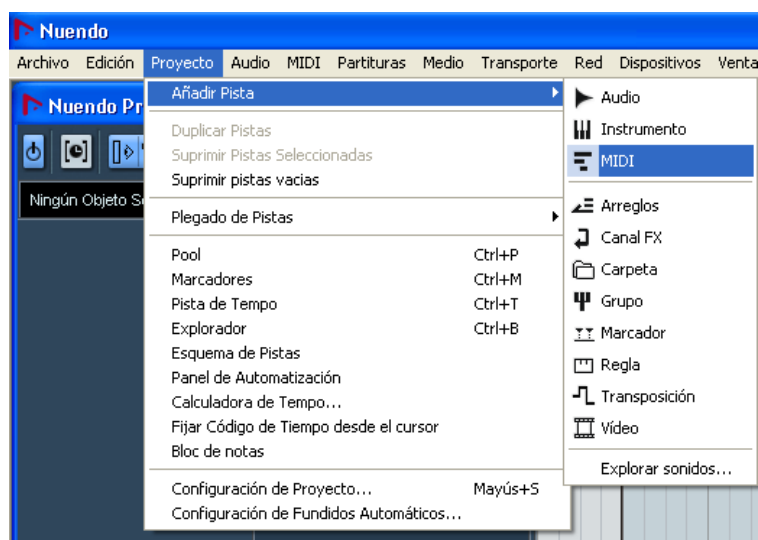 Nuendo
Archivo Edición Proyecto Audio MIDI Partituras Medio Transporte Red Dispositivos Venta
Nuendo Pr
Ningún Objeto S
Añadir Pista
Duplicar Pistas
Suprimir Pistas Seleccionadas
Suprimir pistas vacias
Plegado de Pistas
Pool Ctrl+P
Marcadores Ctrl+M
Pista de Tempo Ctrl+T
Explorador Ctrl+B
Esquema de Pistas
Panel de Automatización
Calculadora de Tempo...
Fijar Código de Tiempo desde el cursor
Bloc de notas
Configuración de Proyecto... Mayús+S
Configuración de Fundidos Automáticos...
Audio
Instrumento
MIDI
Arreglos
Canal FX
Carpeta
Grupo
Marcador
Regla
Transposición
Vídeo
Explorar sonidos...